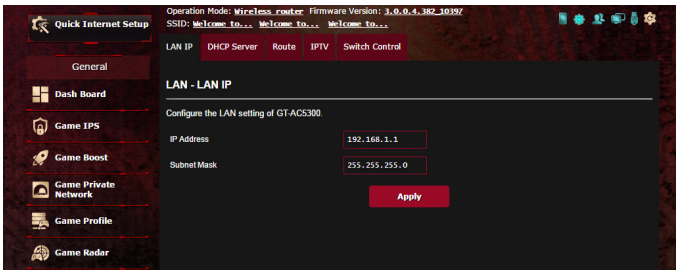 Quick Internet Setup
General
Dash Board
Game IPS
Game Boost
Game Private
Network
Game Profile
Game Radar
Operation Mode: Wireless router Firmware Version: 3.0.0.4.382_10397
SSID: Welcome to... Welcome to... Welcome to...
LAN IP DHCP Server Route IPTV Switch Control
LAN - LAN IP
Configure the LAN setting of GT-AC5300.
IP Address 192.168.1.1
Subnet Mask 255.255.255.0
Apply